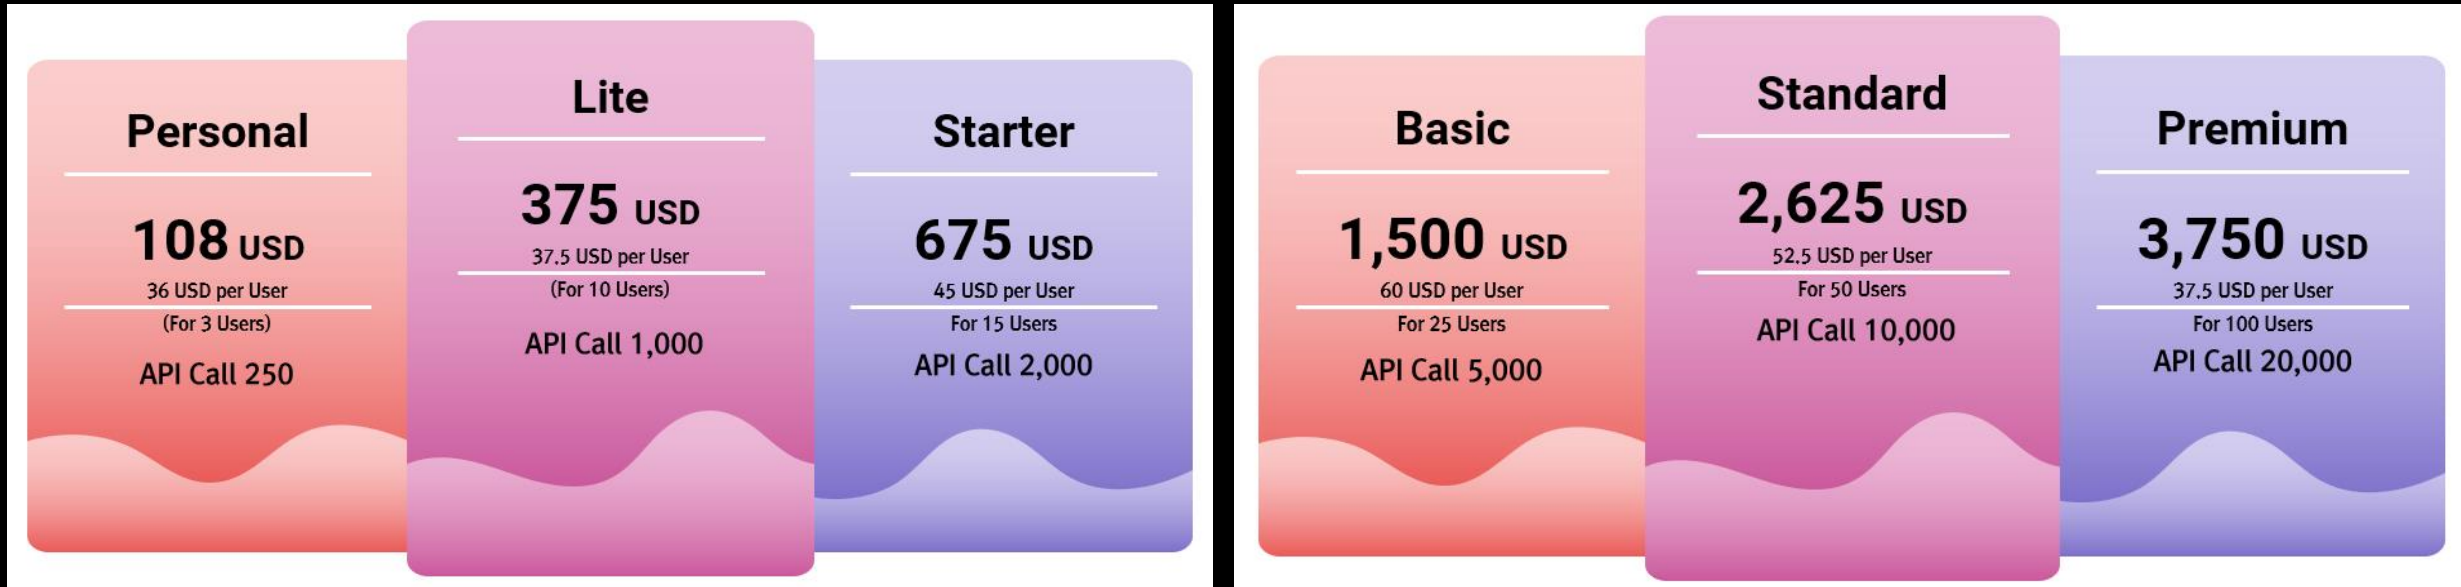 Personal
108 USD
36 USD per User
(For 3 Users)
API Call 250
Lite
375 USD
37.5 USD per User
(For 10 Users)
API Call 1,000
Starter
675 USD
45 USD per User
For 15 Users
API Call 2,000
Basic
1,500 USD
60 USD per User
For 25 Users
API Call 5,000
Standard
2,625 USD
52.5 USD per User
For 50 Users
API Call 10,000
Premium
3,750 USD
37.5 USD per User
For 100 Users
API Call 20,000